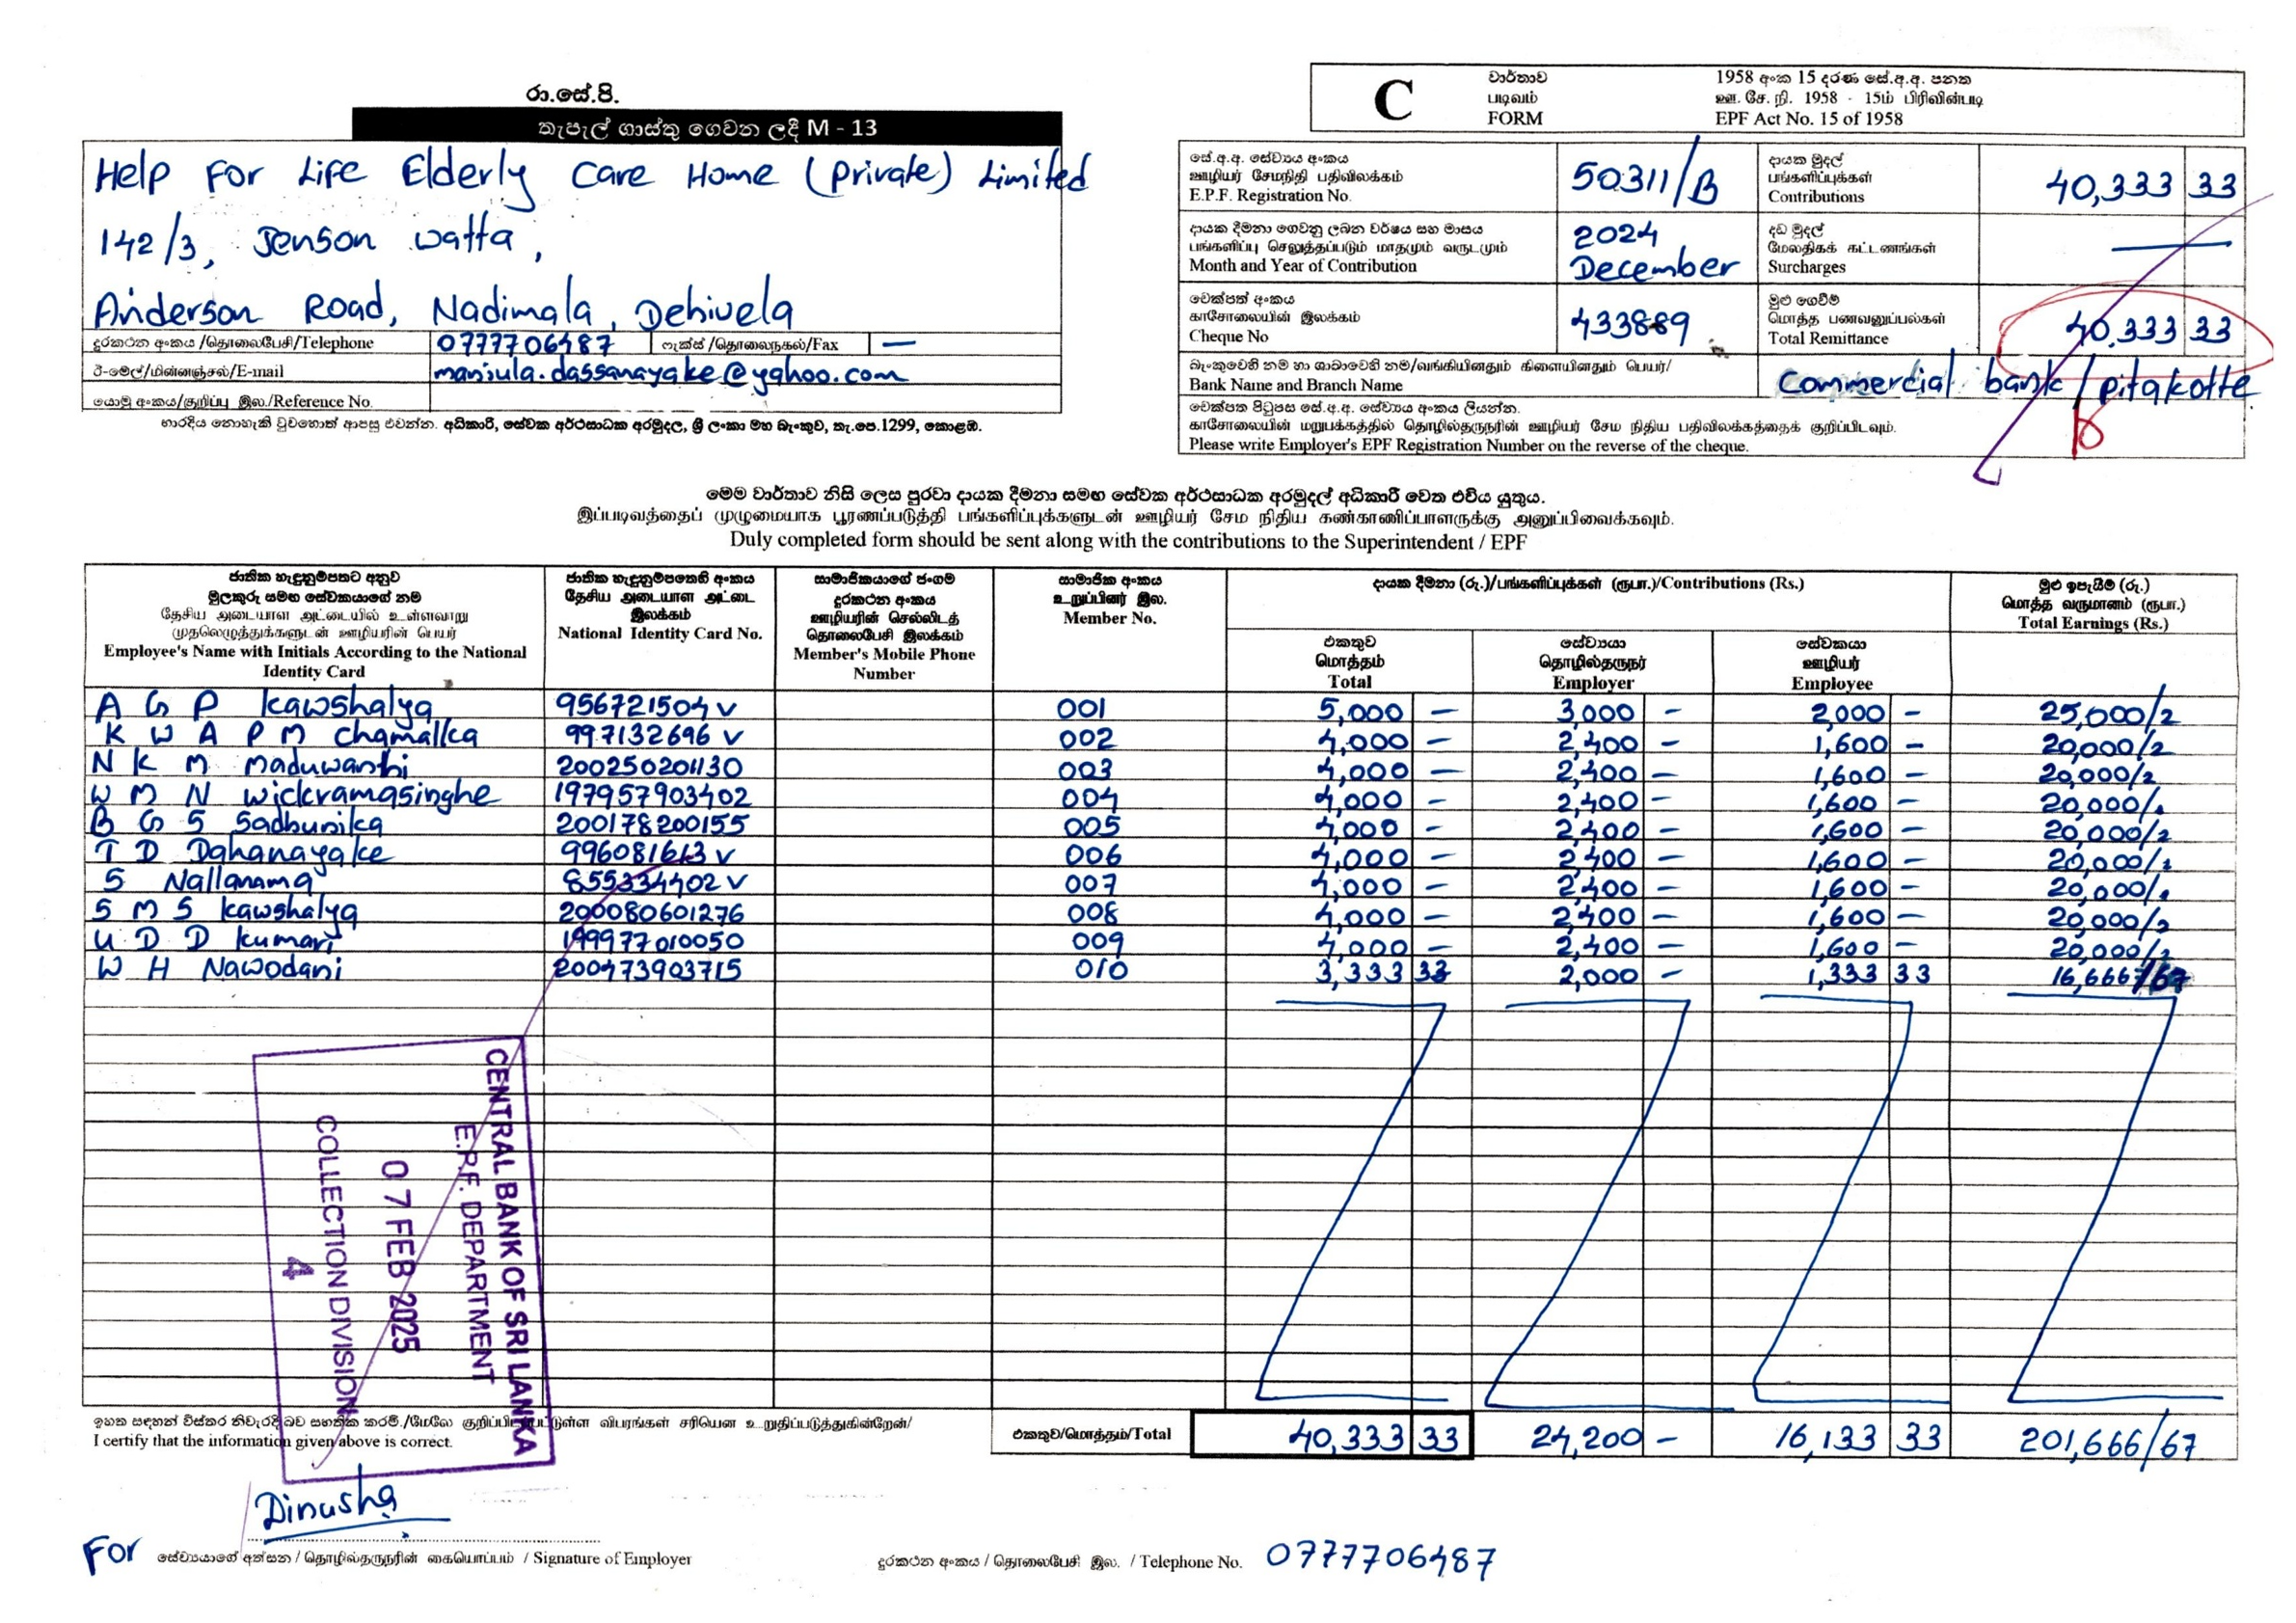 රා.සේ.පි.
තැපැල් ගාස්තු ගෙවන ලදී M - 13
Help For Life Elderly Care Home (Private) Limited
142/3, Jenson watta,
Anderson Road, Nadimala, Dehivela
දුරකථන අංකය /தொலைபேசி/Telephone 0777706487 ෆැක්ස් /தொலைநகல்/Fax —
ඊ-මේල්/மின்னஞ்சல்/E-mail manjula.dassanayake@yahoo.com
යොමු අංකය/குறிப்பு இல./Reference No.
භාරදිය නොහැකි වුවහොත් ආපසු එවන්න. අධිකාරී, සේවක අර්ථසාධක අරමුදල, ශ්‍රී ලංකා මහ බැංකුව, තැ.පෙ.1299, කොළඹ.
C
වාර්තාව
படிவம்
FORM
1958 අංක 15 දරණ සේ.අ.අ. පනත
ஊ. சே. நி. 1958 - 15ம் பிரிவின்படி
EPF Act No. 15 of 1958
සේ.අ.අ. සේව්‍යය අංකය
ஊழியர் சேமநிதி பதிவிலக்கம்
E.P.F. Registration No. 50311/B
දායක මුදල්
பங்களிப்புக்கள்
Contributions 40,333 33
දායක දීමනා ගෙවනු ලබන වර්ෂය සහ මාසය
பங்களிப்பு செலுத்தப்படும் மாதமும் வருடமும்
Month and Year of Contribution 2024 December
දඩ මුදල්
மேலதிகக் கட்டணங்கள்
Surcharges —
චෙක්පත් අංකය
காசோலையின் இலக்கம்
Cheque No 433889
මුළු ගෙවීම
மொத்த பணவனுப்பல்கள்
Total Remittance 40,333 33
බැංකුවෙහි නම හා ශාඛාවෙහි නම/வங்கியினதும் கிளையினதும் பெயர்/
Bank Name and Branch Name Commercial bank / pitakotte
චෙක්පත පිටුපස සේ.අ.අ. සේව්‍යය අංකය ලියන්න.
காசோலையின் மறுபக்கத்தில் தொழில்தருநரின் ஊழியர் சேம நிதிய பதிவிலக்கத்தைக் குறிப்பிடவும்.
Please write Employer's EPF Registration Number on the reverse of the cheque.
මෙම වාර්තාව නිසි ලෙස පුරවා දායක දීමනා සමඟ සේවක අර්ථසාධක අරමුදල් අධිකාරී වෙත එවිය යුතුය.
இப்படிவத்தைப் முழுமையாக பூரணப்படுத்தி பங்களிப்புக்களுடன் ஊழியர் சேம நிதிய கண்காணிப்பாளருக்கு அனுப்பிவைக்கவும்.
Duly completed form should be sent along with the contributions to the Superintendent / EPF
ජාතික හැඳුනුම්පතට අනුව
මුලකුරු සමඟ සේවකයාගේ නම
தேசிய அடையாள அட்டையில் உள்ளவாறு
முதலெழுத்துக்களுடன் ஊழியரின் பெயர்
Employee's Name with Initials According to the National
Identity Card
ජාතික හැඳුනුම්පතෙහි අංකය
தேசிய அடையாள அட்டை
இலக்கம்
National Identity Card No.
සාමාජිකයාගේ ජංගම
දුරකථන අංකය
ஊழியரின் செல்லிடத்
தொலைபேசி இலக்கம்
Member's Mobile Phone
Number
සාමාජික අංකය
உறுப்பினர் இல.
Member No.
දායක දීමනා (රු.)/பங்களிப்புக்கள் (ரூபா.)/Contributions (Rs.)
එකතුව
மொத்தம்
Total
සේව්‍යයා
தொழில்தருநர்
Employer
සේවකයා
ஊழியர்
Employee
මුළු ඉපැයීම් (රු.)
மொத்த வருமானம் (ரூபா.)
Total Earnings (Rs.)
A G P Kawshalya 956721504 v 001 5,000 — 3,000 — 2,000 — 25,000/2
K W A P M chamalka 997132696 v 002 4,000 — 2,400 — 1,600 — 20,000/2
N K M Maduwanthi 200250201130 003 4,000 — 2,400 — 1,600 — 20,000/2
W M N wickramasinghe 197957903402 004 4,000 — 2,400 — 1,600 — 20,000/2
B G S Sadhunika 200178200155 005 4,000 — 2,400 — 1,600 — 20,000/2
T D Dahanayake 996081643 v 006 4,000 — 2,400 — 1,600 — 20,000/2
S Nallanama 855334402 v 007 4,000 — 2,400 — 1,600 — 20,000/2
S M S kawshalya 200080601276 008 4,000 — 2,400 — 1,600 — 20,000/2
U D D kumari 199977010050 009 4,000 — 2,400 — 1,600 — 20,000/2
W H Nawodani 200473903715 010 3,333 33 2,000 — 1,333 33 16,666/67
CENTRAL BANK OF SRI LANKA
E.P.F. DEPARTMENT
07 FEB 2025
COLLECTION DIVISION
4
ඉහත සඳහන් විස්තර නිවැරදි බව සහතික කරමි./மேலே குறிப்பிடப்பட்டுள்ள விபரங்கள் சரியென உறுதிப்படுத்துகின்றேன்/
I certify that the information given above is correct.
එකතුව/மொத்தம்/Total 40,333 33 24,200 — 16,133 33 201,666/67
Dinusha
For සේව්‍යයාගේ අත්සන / தொழில்தருநரின் கையொப்பம் / Signature of Employer
දුරකථන අංකය / தொலைபேசி இல. / Telephone No. 0777706487